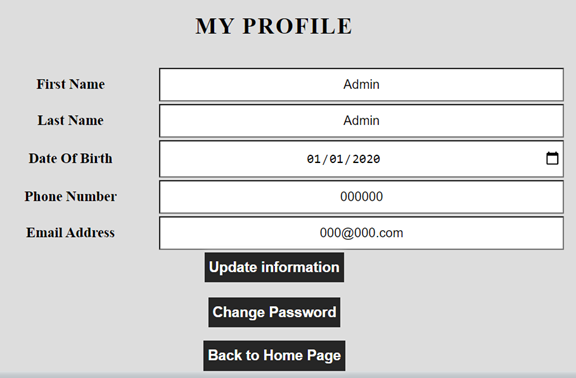 MY PROFILE
First Name Admin
Last Name Admin
Date Of Birth 01/01/2020
Phone Number 000000
Email Address 000@000.com
Update information
Change Password
Back to Home Page